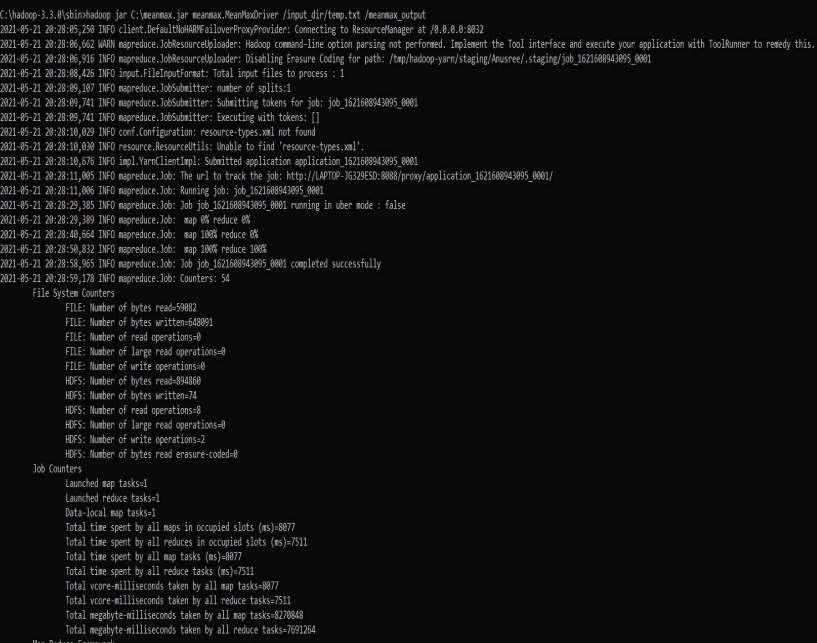 C:\hadoop-3.3.0\sbin>hadoop jar C:\meanmax.jar meanmax.MeanMaxDriver /input_dir/temp.txt /meanmax_output
2021-05-21 20:28:05,250 INFO client.DefaultNoHARMFailoverProxyProvider: Connecting to ResourceManager at /0.0.0.0:8032
2021-05-21 20:28:06,662 WARN mapreduce.JobResourceUploader: Hadoop command-line option parsing not performed. Implement the Tool interface and execute your application with ToolRunner to remedy this.
2021-05-21 20:28:06,916 INFO mapreduce.JobResourceUploader: Disabling Erasure Coding for path: /tmp/hadoop-yarn/staging/Anusree/.staging/job_1621608943095_0001
2021-05-21 20:28:08,426 INFO input.FileInputFormat: Total input files to process : 1
2021-05-21 20:28:09,107 INFO mapreduce.JobSubmitter: number of splits:1
2021-05-21 20:28:09,741 INFO mapreduce.JobSubmitter: Submitting tokens for job: job_1621608943095_0001
2021-05-21 20:28:09,741 INFO mapreduce.JobSubmitter: Executing with tokens: []
2021-05-21 20:28:10,029 INFO conf.Configuration: resource-types.xml not found
2021-05-21 20:28:10,030 INFO resource.ResourceUtils: Unable to find 'resource-types.xml'.
2021-05-21 20:28:10,676 INFO impl.YarnClientImpl: Submitted application application_1621608943095_0001
2021-05-21 20:28:11,005 INFO mapreduce.Job: The url to track the job: http://LAPTOP-JG329ESD:8088/proxy/application_1621608943095_0001/
2021-05-21 20:28:11,006 INFO mapreduce.Job: Running job: job_1621608943095_0001
2021-05-21 20:28:29,385 INFO mapreduce.Job: Job job_1621608943095_0001 running in uber mode : false
2021-05-21 20:28:29,389 INFO mapreduce.Job:  map 0% reduce 0%
2021-05-21 20:28:40,664 INFO mapreduce.Job:  map 100% reduce 0%
2021-05-21 20:28:50,832 INFO mapreduce.Job:  map 100% reduce 100%
2021-05-21 20:28:58,965 INFO mapreduce.Job: Job job_1621608943095_0001 completed successfully
2021-05-21 20:28:59,178 INFO mapreduce.Job: Counters: 54
File System Counters
FILE: Number of bytes read=59082
FILE: Number of bytes written=648091
FILE: Number of read operations=0
FILE: Number of large read operations=0
FILE: Number of write operations=0
HDFS: Number of bytes read=894860
HDFS: Number of bytes written=74
HDFS: Number of read operations=8
HDFS: Number of large read operations=0
HDFS: Number of write operations=2
HDFS: Number of bytes read erasure-coded=0
Job Counters
Launched map tasks=1
Launched reduce tasks=1
Data-local map tasks=1
Total time spent by all maps in occupied slots (ms)=8077
Total time spent by all reduces in occupied slots (ms)=7511
Total time spent by all map tasks (ms)=8077
Total time spent by all reduce tasks (ms)=7511
Total vcore-milliseconds taken by all map tasks=8077
Total vcore-milliseconds taken by all reduce tasks=7511
Total megabyte-milliseconds taken by all map tasks=8270848
Total megabyte-milliseconds taken by all reduce tasks=7691264